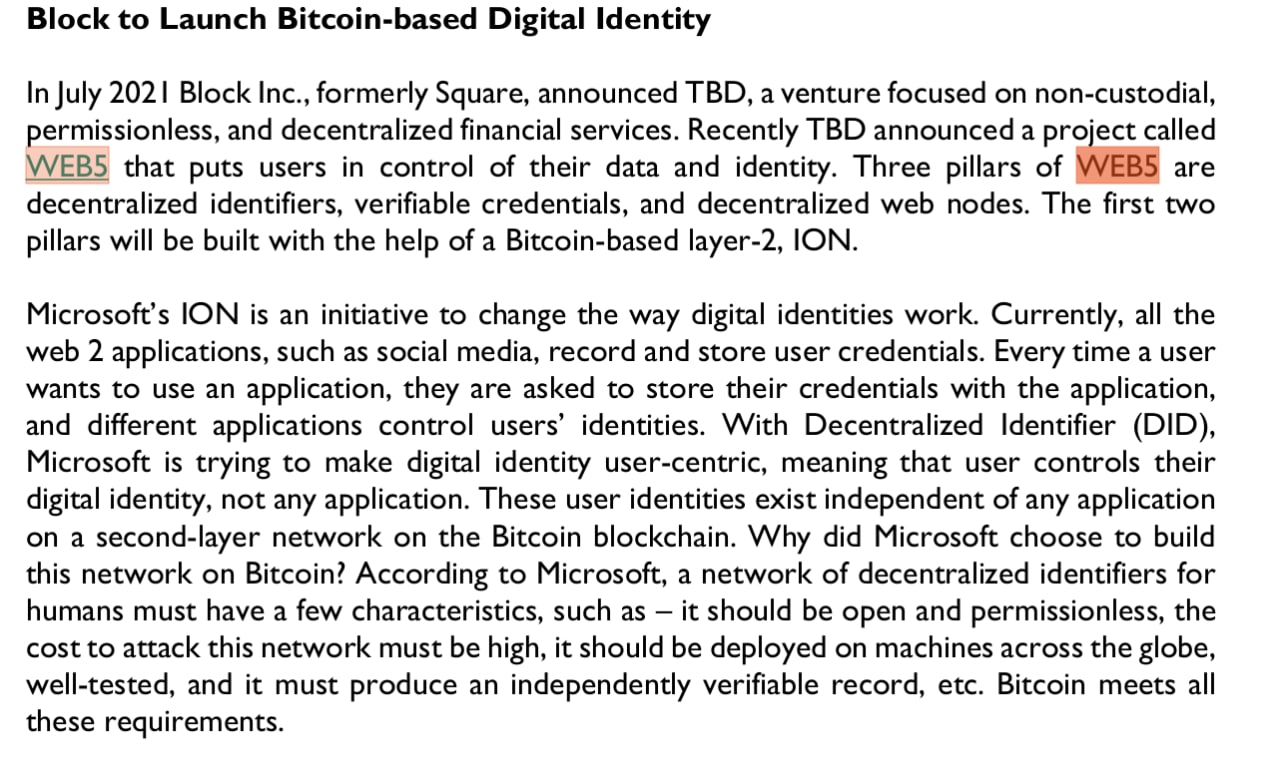 Block to Launch Bitcoin-based Digital Identity
In July 2021 Block Inc., formerly Square, announced TBD, a venture focused on non-custodial,
permissionless, and decentralized financial services. Recently TBD announced a project called
WEB5 that puts users in control of their data and identity. Three pillars of WEB5 are
decentralized identifiers, verifiable credentials, and decentralized web nodes. The first two
pillars will be built with the help of a Bitcoin-based layer-2, ION.
Microsoft’s ION is an initiative to change the way digital identities work. Currently, all the
web 2 applications, such as social media, record and store user credentials. Every time a user
wants to use an application, they are asked to store their credentials with the application,
and different applications control users’ identities. With Decentralized Identifier (DID),
Microsoft is trying to make digital identity user-centric, meaning that user controls their
digital identity, not any application. These user identities exist independent of any application
on a second-layer network on the Bitcoin blockchain. Why did Microsoft choose to build
this network on Bitcoin? According to Microsoft, a network of decentralized identifiers for
humans must have a few characteristics, such as – it should be open and permissionless, the
cost to attack this network must be high, it should be deployed on machines across the globe,
well-tested, and it must produce an independently verifiable record, etc. Bitcoin meets all
these requirements.